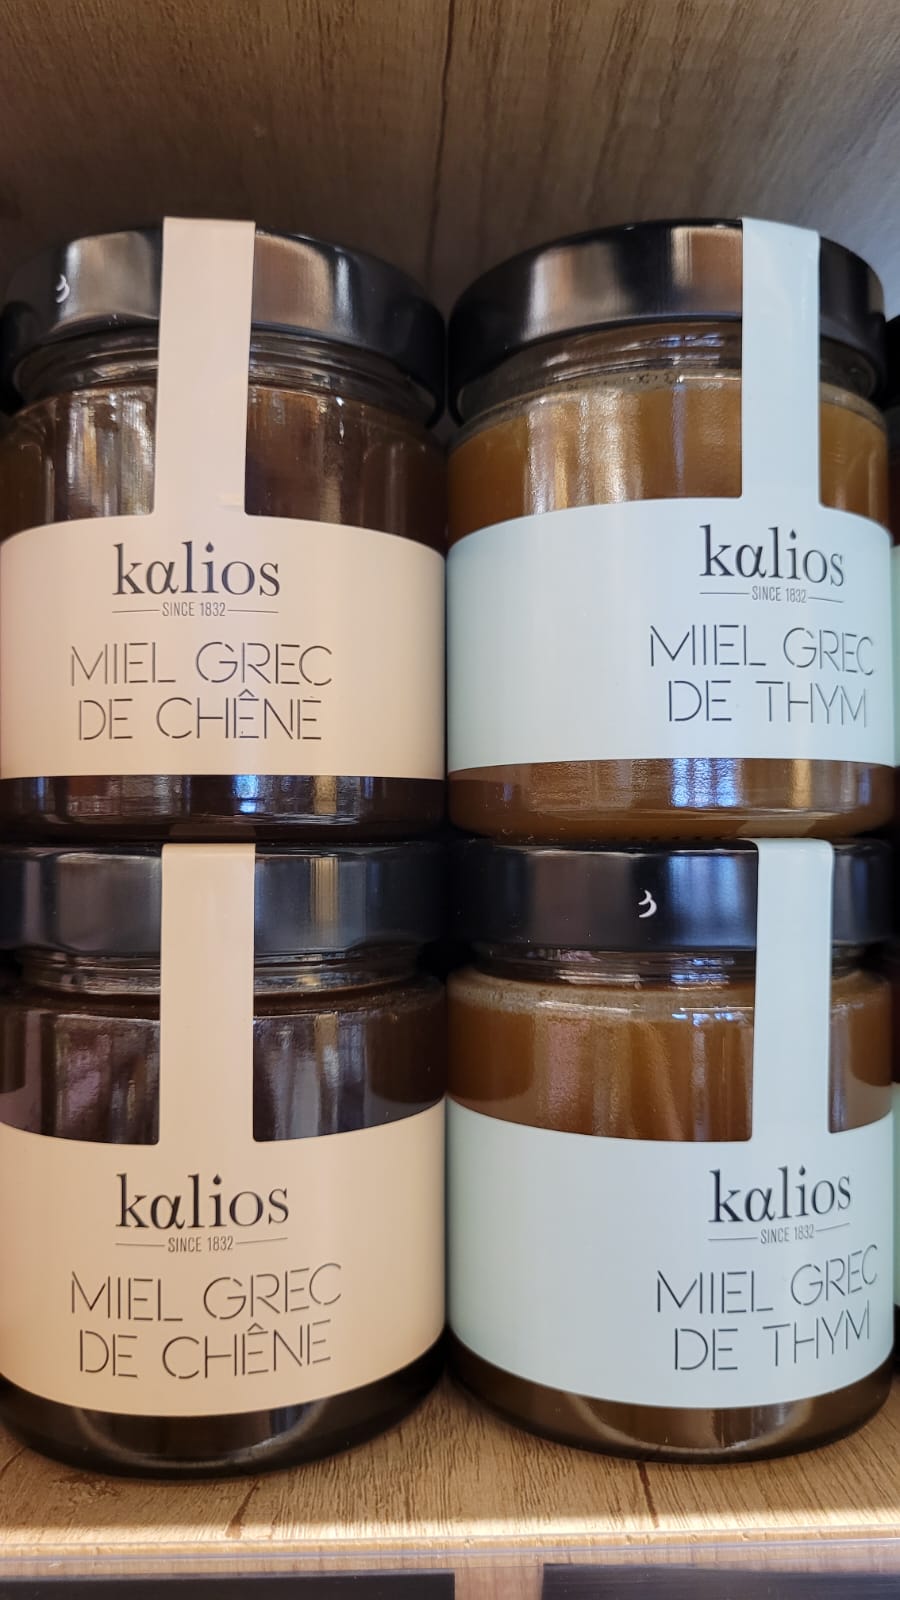 kαlios
SINCE 1832
MIEL GREC
DE CHÊNE
kαlios
SINCE 1832
MIEL GREC
DE THYM
kαlios
SINCE 1832
MIEL GREC
DE CHÊNE
kαlios
SINCE 1832
MIEL GREC
DE THYM